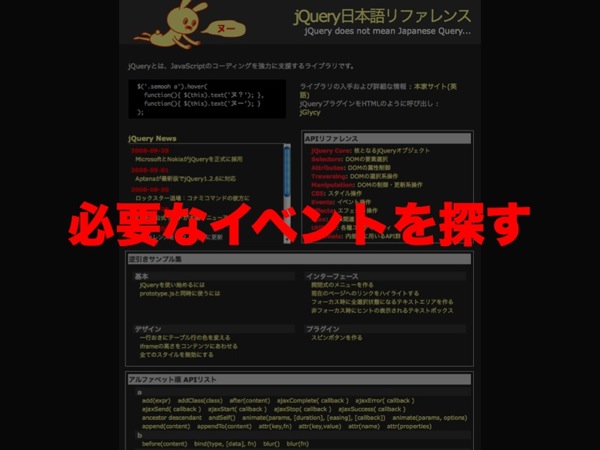 ヌー
jQuery日本語リファレンス
jQuery does not mean Japanese Query...
jQueryとは、JavaScriptのコーディングを強力に支援するライブラリです。
$('.semooh a').hover(
function(){ $(this).text('ヌ？'); },
function(){ $(this).text('ヌー'); }
);
ライブラリの入手および詳細な情報 : 本家サイト(英語)
jQueryプラグインをHTMLのように呼び出し :
jGlycy
jQuery News
2008-09-29
MicrosoftとNokiaがjQueryを正式に採用
Aptanaが最新版でjQuery1.2.6に対応
ロックスター道場：コナミコマンドの彼方に
APIリファレンス
jQuery Core: 核となるjQueryオブジェクト
Selectors: DOMの要素選択
Attributes: DOMの属性制御
Traversing: DOMの選択系操作
Manipulation: DOMの制御・更新系操作
CSS: スタイル操作
Events: イベント操作
必要なイベントを探す
逆引きサンプル集
基本
jQueryを使い始めるには
prototype.jsと同時に使うには
インターフェース
開閉式のメニューを作る
現在のページへのリンクをハイライトする
フォーカス時に全選択状態になるテキストエリアを作る
非フォーカス時にヒントの表示されるテキストボックス
デザイン
一行おきにテーブル行の色を変える
iframeの高さをコンテンツにあわせる
全てのスタイルを無効にする
プラグイン
スピンボタンを作る
アルファベット順 APIリスト
a
add(expr) addClass(class) after(content) ajaxComplete( callback ) ajaxError( callback )
ajaxSend( callback ) ajaxStart( callback ) ajaxStop( callback ) ajaxSuccess( callback )
ancestor descendant andSelf() animate(params, [duration], [easing], [callback]) animate(params, options)
append(content) appendTo(content) attr(key,fn) attr(key,value) attr(name) attr(properties)
b
before(content) bind(type, [data], fn) blur() blur(fn)